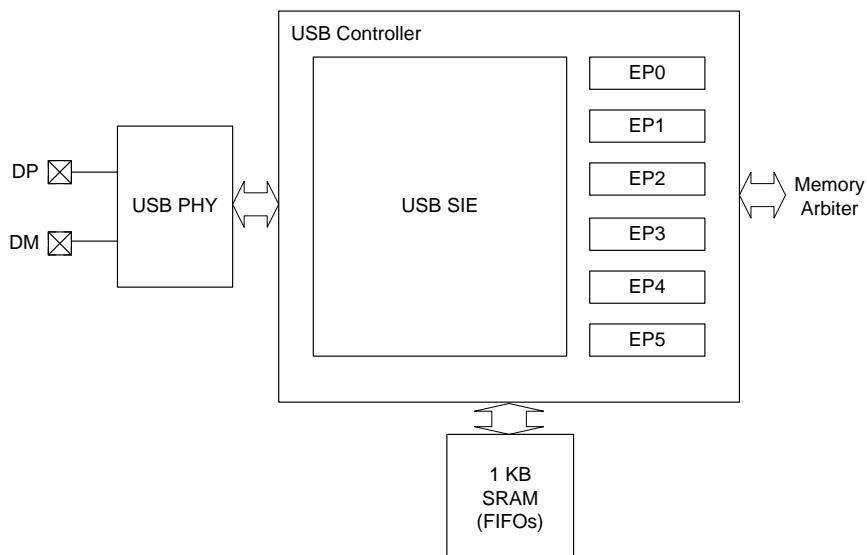 USB Controller
EP0
EP1
DP
EP2
USB PHY
USB SIE
Memory
Arbiter
DM
EP3
EP4
EP5
1 KB
SRAM
(FIFOs)